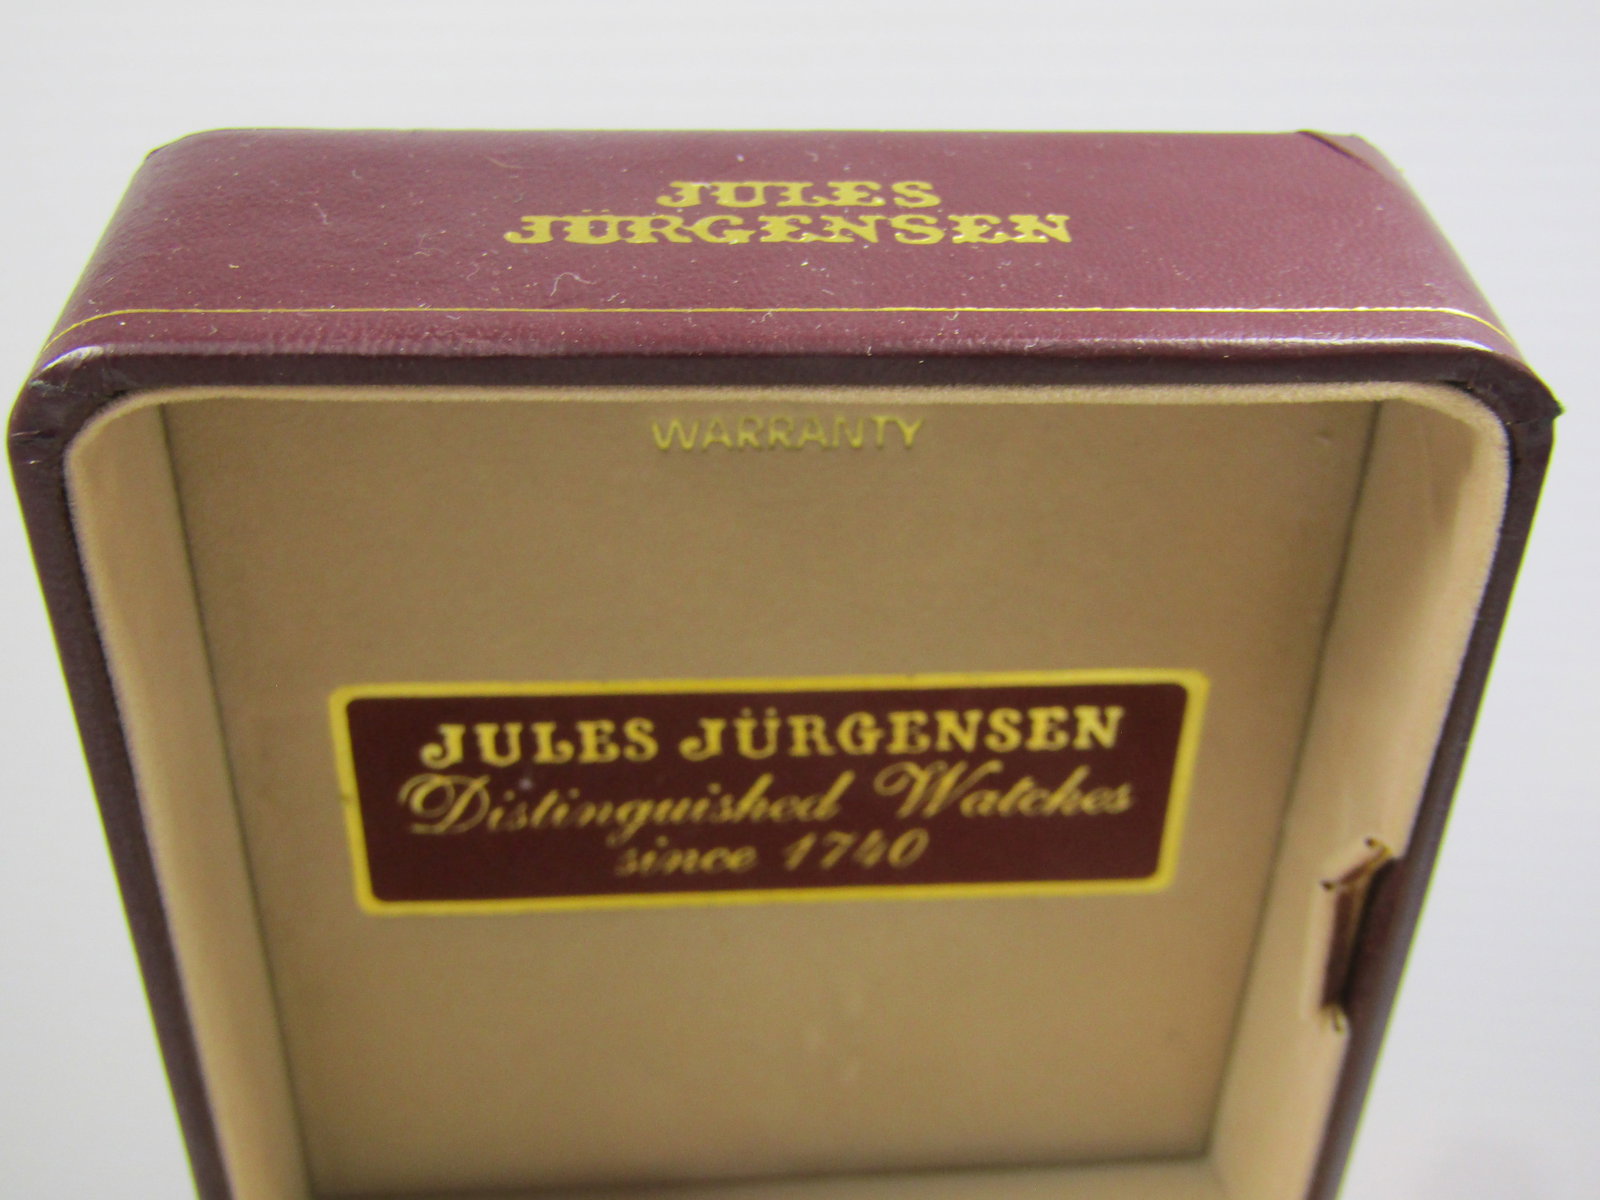 JULES
JÜRGENSEN
WARRANTY
JULES JÜRGENSEN
Distinguished Watches
since 1740